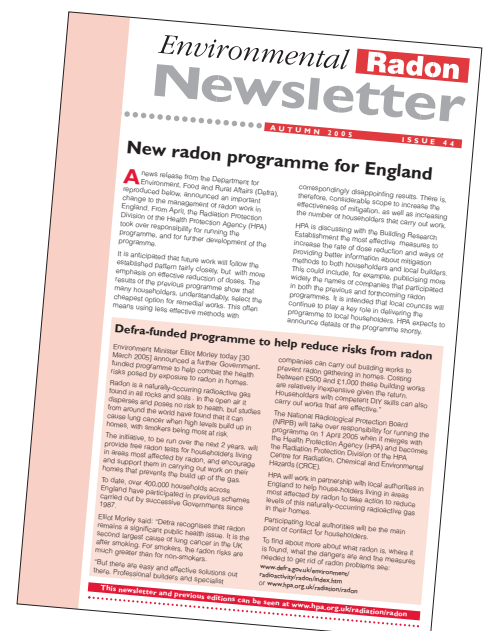 Environmental Radon
Newsletter
AUTUMN 2005 ISSUE 44
New radon programme for England
A news release from the Department for
Environment, Food and Rural Affairs (Defra),
reproduced below, announced an important
change to the management of radon work in
England. From April, the Radiation Protection
Division of the Health Protection Agency (HPA)
took over responsibility for running the
programme, and for further development of the
programme.
It is anticipated that future work will follow the
established pattern fairly closely, but with more
emphasis on effective reduction of doses. The
results of the previous programme show that
many householders, understandably, select the
cheapest option for remedial works. This often
means using less effective methods with
correspondingly disappointing results. There is,
therefore, considerable scope to increase the
effectiveness of mitigation, as well as increasing
the number of householders that carry out work.
HPA is discussing with the Building Research
Establishment the most effective measures to
increase the rate of dose reduction and ways of
providing better information about mitigation
methods to both householders and local builders.
This could include, for example, publicising more
widely the names of companies that participated
in both the previous and forthcoming radon
programmes. It is intended that local councils will
continue to play a key role in delivering the
programme to local householders. HPA expects to
announce details of the programme shortly.
Defra-funded programme to help reduce risks from radon
Environment Minister Elliot Morley today [30
March 2005] announced a further Government-
funded programme to help combat the health
risks posed by exposure to radon in homes.
Radon is a naturally-occurring radioactive gas
found in all rocks and soils . In the open air it
disperses and poses no risk to health, but studies
from around the world have found that it can
cause lung cancer when high levels build up in
homes, with smokers being most at risk.
The initiative, to be run over the next 2 years, will
provide free radon tests for householders living
in areas most affected by radon, and encourage
and support them in carrying out work on their
homes that prevents the build up of the gas.
To date, over 400,000 households across
England have participated in previous schemes
carried out by successive Governments since
1987.
Elliot Morley said: "Defra recognises that radon
remains a significant public health issue. It is the
second largest cause of lung cancer in the UK
after smoking. For smokers, the radon risks are
much greater than for non-smokers.
"But there are easy and effective solutions out
there. Professional builders and specialist
companies can carry out building works to
prevent radon gathering in homes. Costing
between £500 and £1,000 these building works
are relatively inexpensive given the return.
Householders with competent DIY skills can also
carry out works that are effective."
The National Radiological Protection Board
(NRPB) will take over responsibility for running the
programme on 1 April 2005 when it merges with
the Health Protection Agency (HPA) and becomes
the Radiation Protection Division of the HPA
Centre for Radiation, Chemical and Environmental
Hazards (CRCE).
HPA will work in partnership with local authorities in
England to help house-holders living in areas
most affected by radon to take action to reduce
levels of this naturally-occurring radioactive gas
in their homes.
Participating local authorities will be the main
point of contact for householders.
To find about more about what radon is, where it
is found, what the dangers are and the measures
needed to get rid of radon problems see:
www.defra.gov.uk/environment/
radioactivity/radon/index.htm
or www.hpa.org.uk/radiation/radon
This newsletter and previous editions can be seen at www.hpa.org.uk/radiation/radon